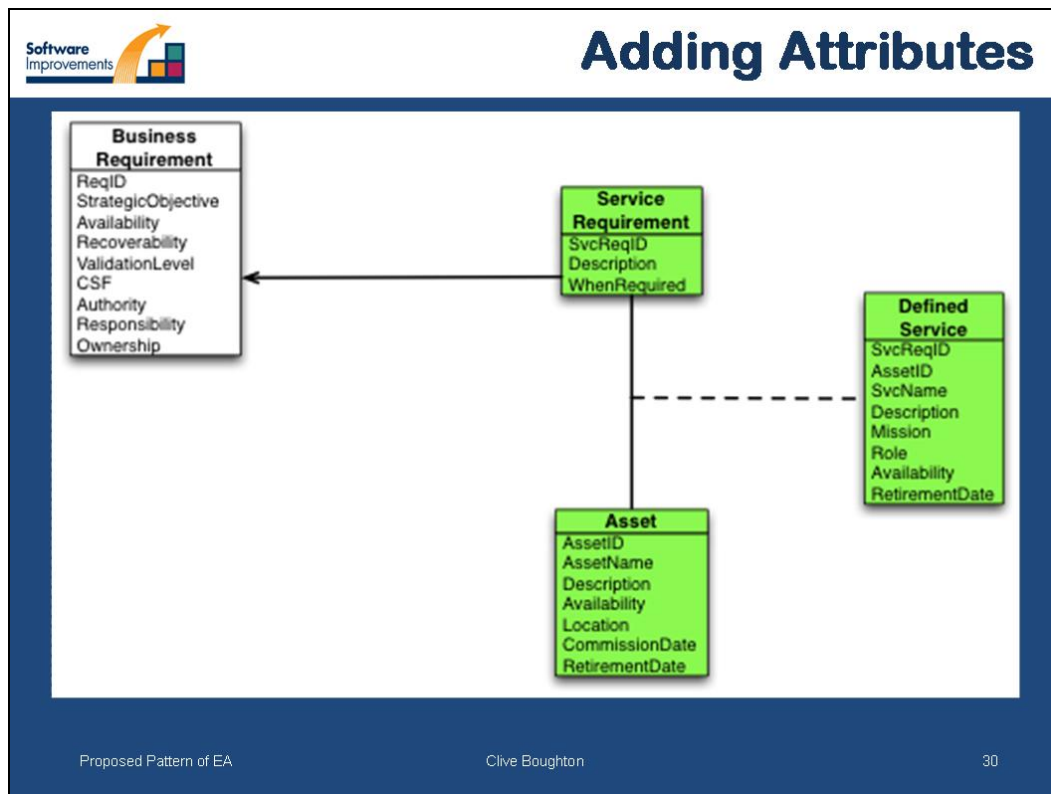 Software
Improvements
Adding Attributes
Business
Requirement
ReqID
StrategicObjective
Availability
Recoverability
ValidationLevel
CSF
Authority
Responsibility
Ownership
Service
Requirement
SvcReqID
Description
WhenRequired
Defined
Service
SvcReqID
AssetID
SvcName
Description
Mission
Role
Availability
RetirementDate
Asset
AssetID
AssetName
Description
Availability
Location
CommissionDate
RetirementDate
Proposed Pattern of EA
Clive Boughton
30